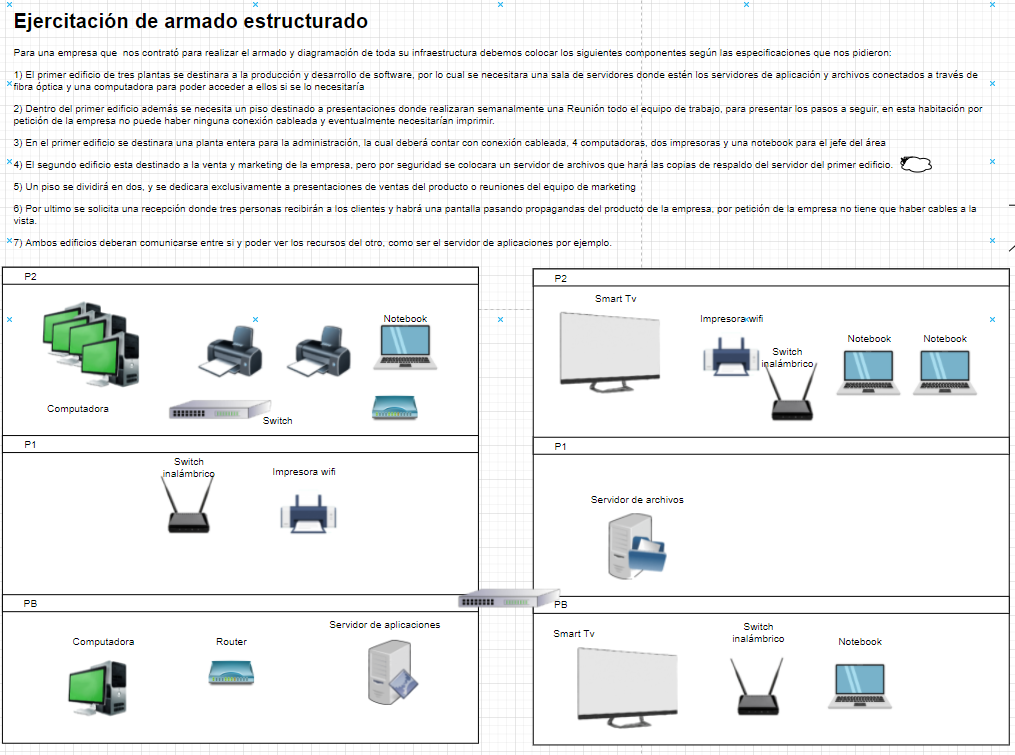 Ejercitación de armado estructurado
Para una empresa que nos contrató para realizar el armado y diagramación de toda su infraestructura debemos colocar los siguientes componentes según las especificaciones que nos pidieron:
1) El primer edificio de tres plantas se destinara a la producción y desarrollo de software, por lo cual se necesitara una sala de servidores donde estén los servidores de aplicación y archivos conectados a través de
fibra óptica y una computadora para poder acceder a ellos si se lo necesitaría
2) Dentro del primer edificio además se necesita un piso destinado a presentaciones donde realizaran semanalmente una Reunión todo el equipo de trabajo, para presentar los pasos a seguir, en esta habitación por
petición de la empresa no puede haber ninguna conexión cableada y eventualmente necesitarían imprimir.
3) En el primer edificio se destinara una planta entera para la administración, la cual deberá contar con conexión cableada, 4 computadoras, dos impresoras y una notebook para el jefe del área
4) El segundo edificio esta destinado a la venta y marketing de la empresa, pero por seguridad se colocara un servidor de archivos que hará las copias de respaldo del servidor del primer edificio.
5) Un piso se dividirá en dos, y se dedicara exclusivamente a presentaciones de ventas del producto o reuniones del equipo de marketing
6) Por ultimo se solicita una recepción donde tres personas recibirán a los clientes y habrá una pantalla pasando propagandas del producto de la empresa, por petición de la empresa no tiene que haber cables a la
vista.
7) Ambos edificios deberan comunicarse entre si y poder ver los recursos del otro, como ser el servidor de aplicaciones por ejemplo.
P2
Notebook
Computadora
Switch
P1
Switch
inalámbrico
Impresora wifi
PB
Computadora
Router
Servidor de aplicaciones
P2
Smart Tv
Impresora wifi
Switch
inalámbrico
Notebook
Notebook
P1
Servidor de archivos
PB
Smart Tv
Switch
inalámbrico
Notebook